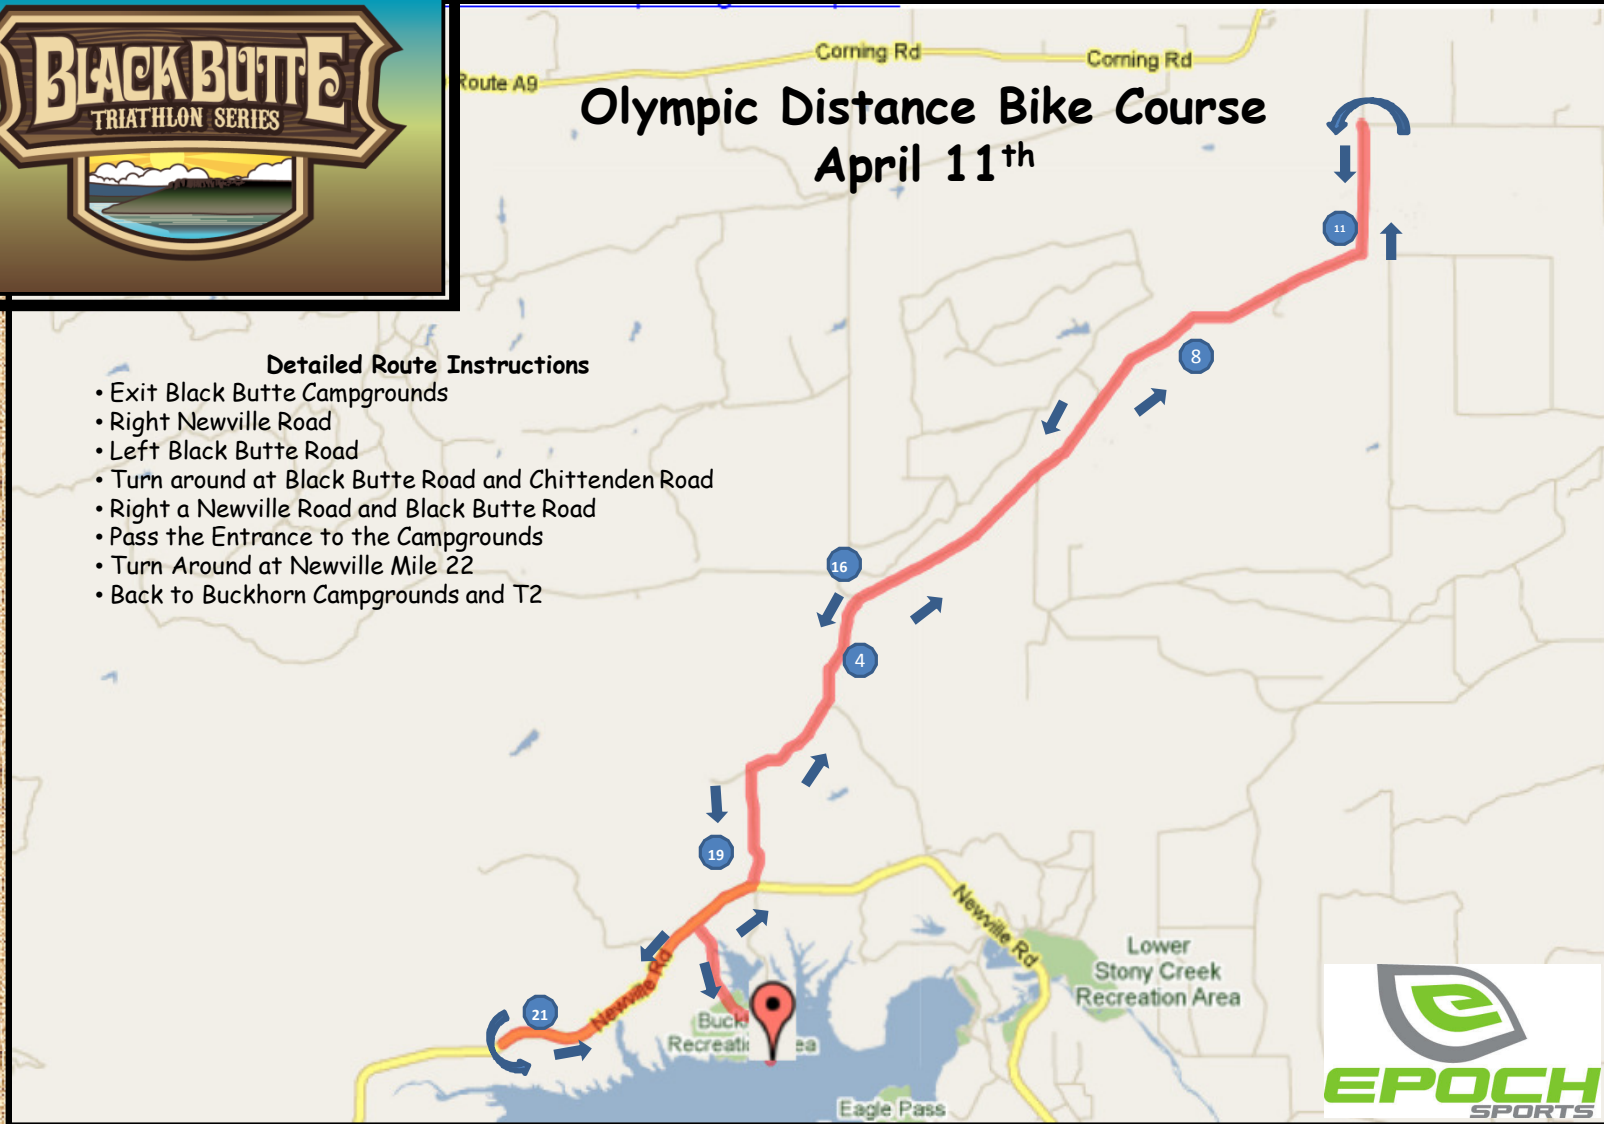 BLACK BUTTE
TRIATHLON SERIES
Route A9
Corning Rd
Corning Rd
Olympic Distance Bike Course
April 11th
11
8
Detailed Route Instructions
• Exit Black Butte Campgrounds
• Right Newville Road
• Left Black Butte Road
• Turn around at Black Butte Road and Chittenden Road
• Right a Newville Road and Black Butte Road
• Pass the Entrance to the Campgrounds
• Turn Around at Newville Mile 22
• Back to Buckhorn Campgrounds and T2
16
4
19
Newville Rd
Newville Rd
21
Lower
Stony Creek
Recreation Area
Eagle Pass
EPOCH
SPORTS